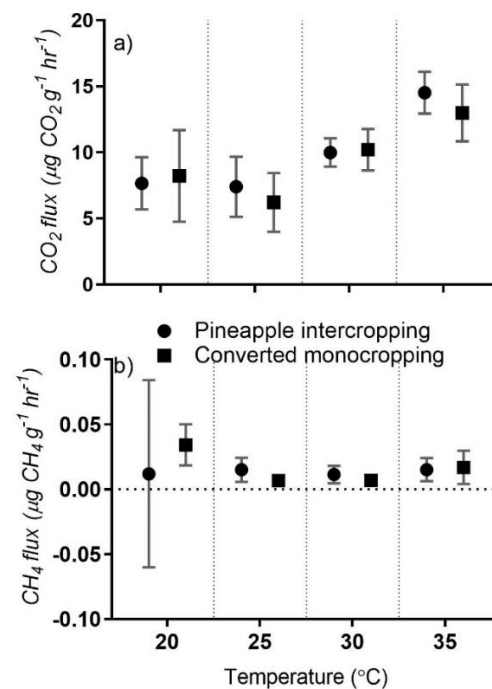 20
a)
15
10
5
0
CO2 flux (µg CO2 g-1 hr-1)
Pineapple intercropping
Converted monocropping
b)
0.10
0.05
0.00
-0.05
-0.10
CH4 flux (µg CH4 g-1 hr-1)
20 25 30 35
Temperature (°C)